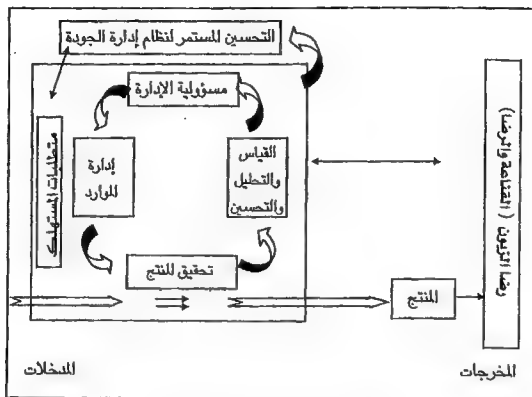 التحسين المستمر لنظام إدارة الجودة
مسؤولية الإدارة
متطلبات المستهلك
إدارة
الموارد
القياس
والتحليل
والتحسين
تحقيق المنتج
المنتج
رضا الزبون (القناعة والرضا)
المدخلات
المخرجات